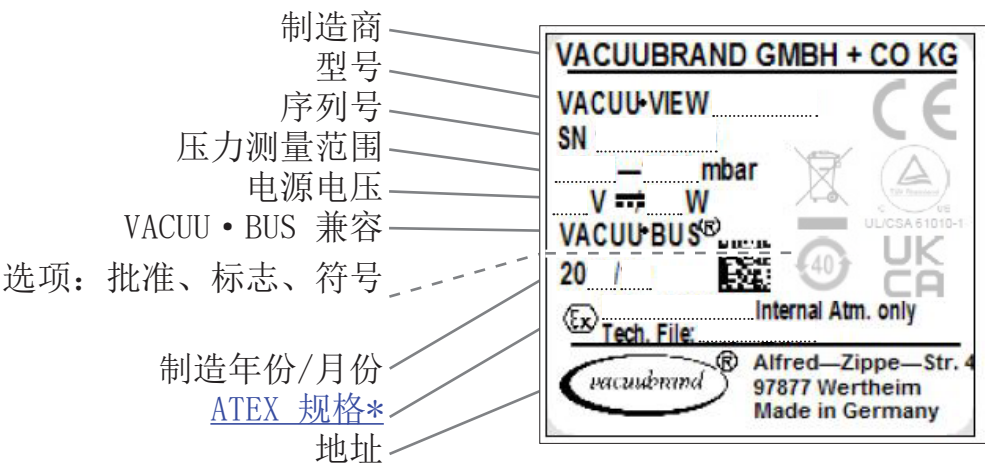 制造商
型号
序列号
压力测量范围
电源电压
VACUU•BUS 兼容
选项: 批准、标志、符号
制造年份/月份
ATEX 规格*
地址
VACUUBRAND GMBH + CO KG
VACUU•VIEW
SN
— mbar
V W
VACUU•BUS®
20 /
Ex Internal Atm. only
Tech. File:
CE
UL/CSA 61010-1
40
UK
CA
vacuubrand ®
Alfred—Zippe—Str. 4
97877 Wertheim
Made in Germany